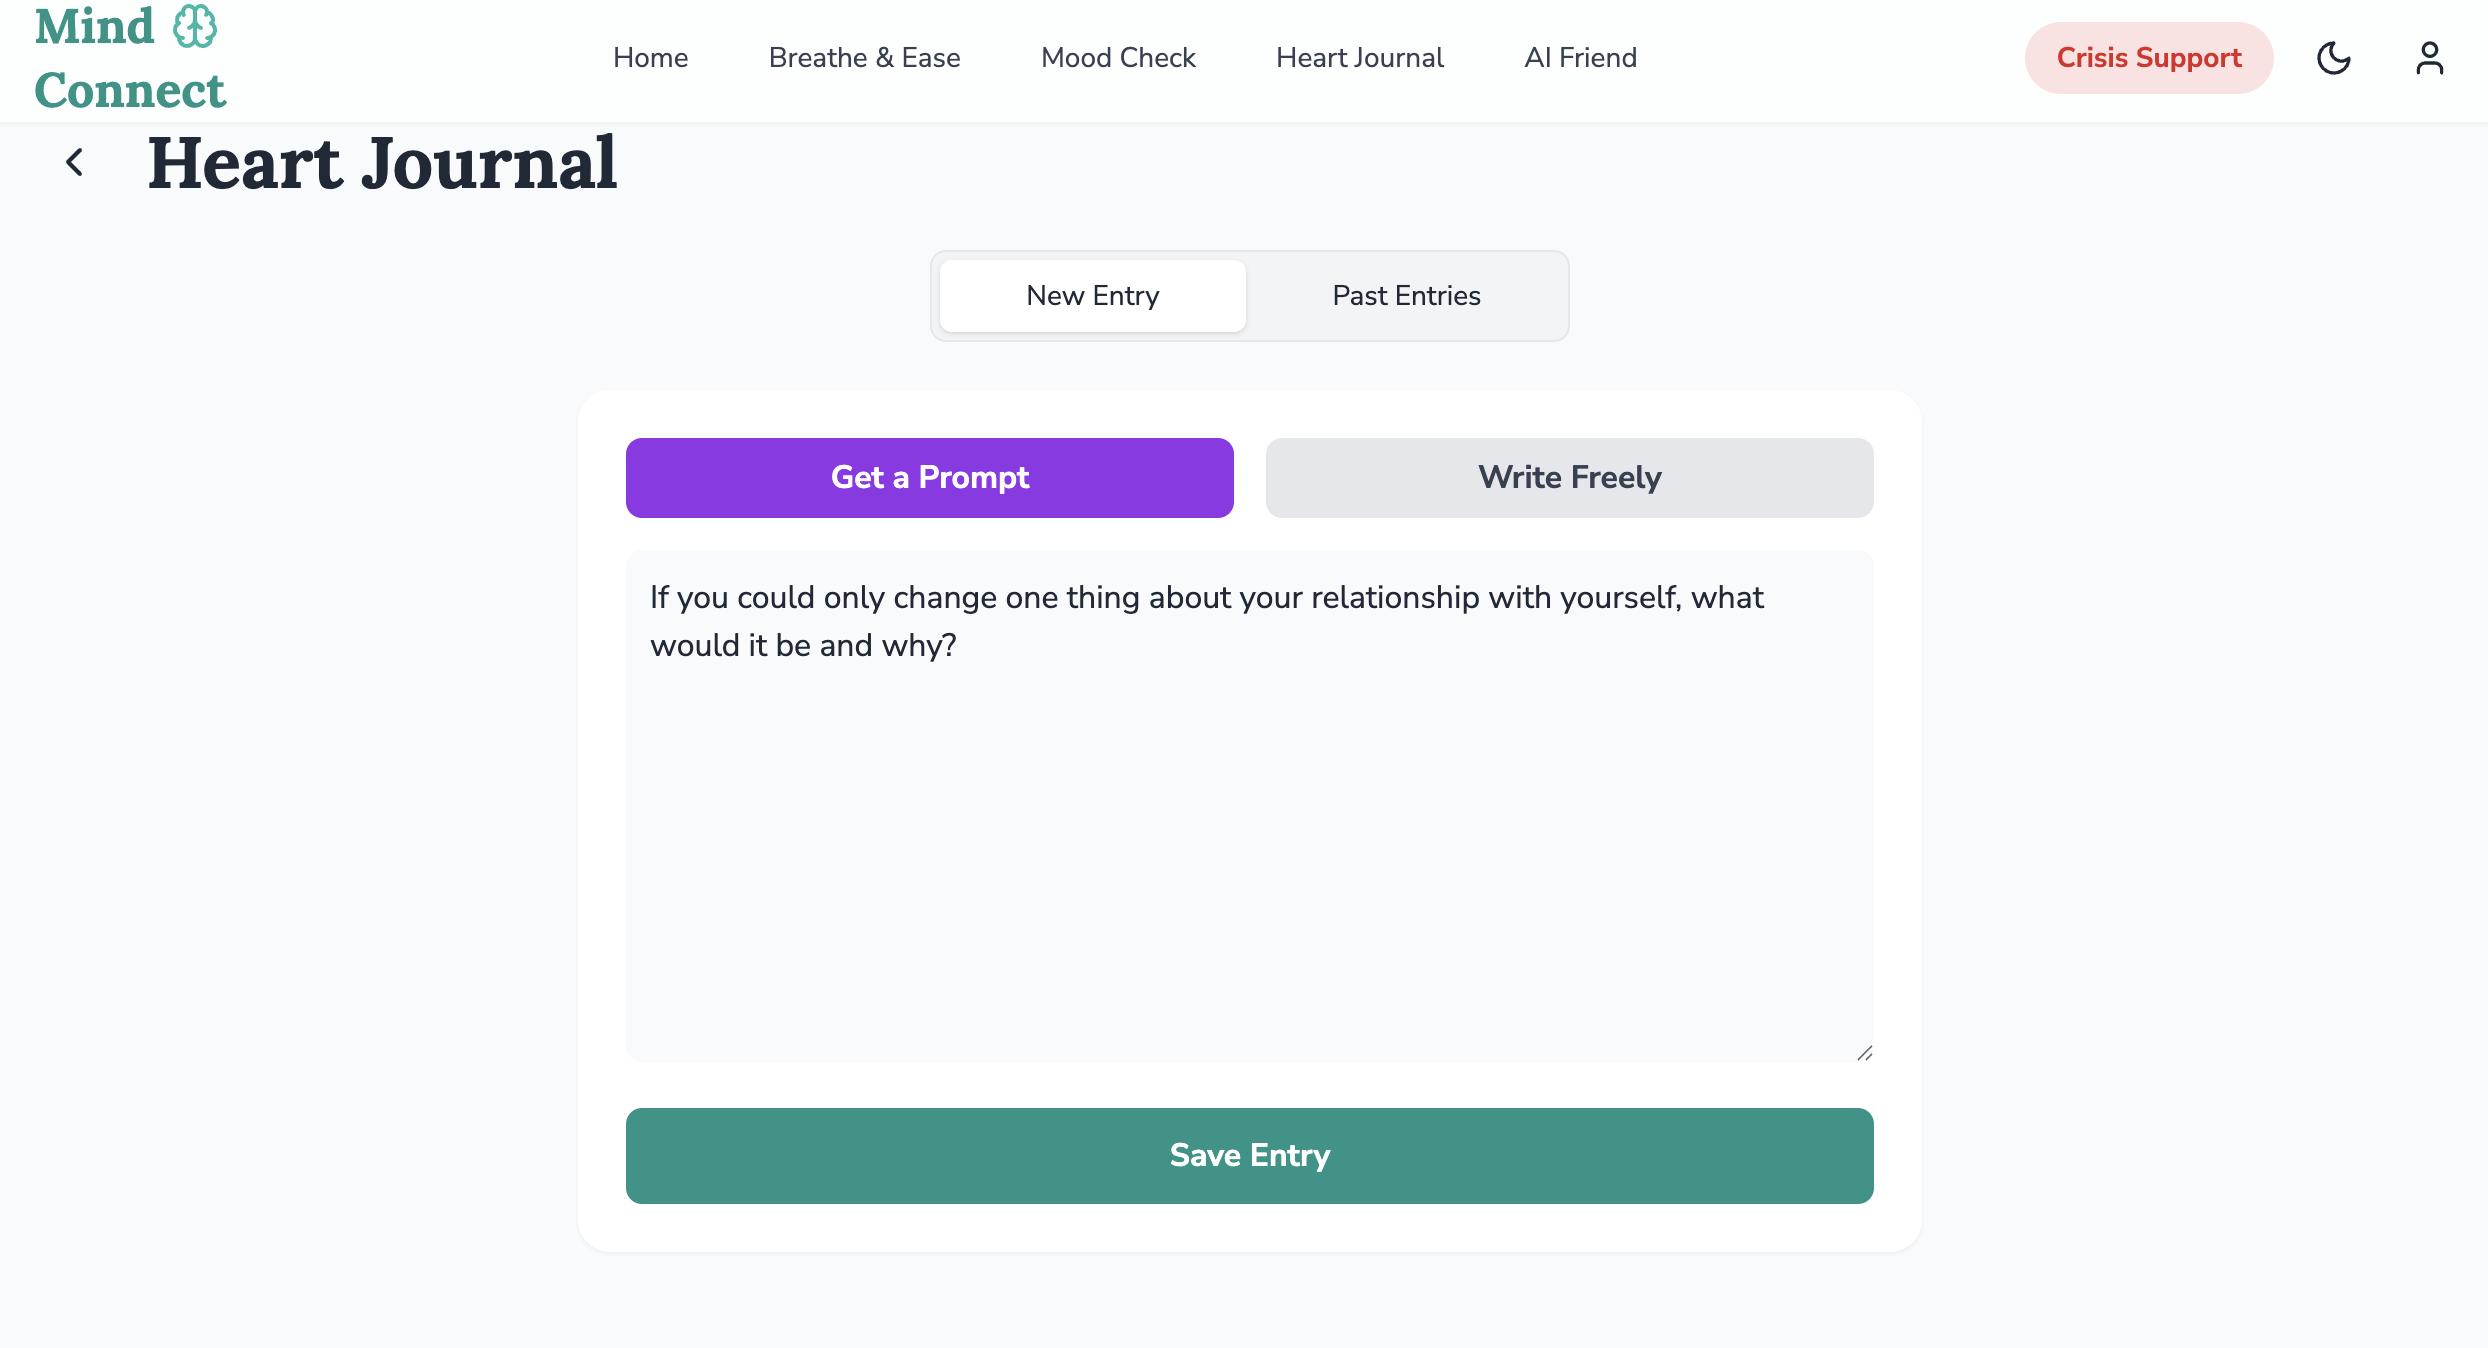 Mind
Connect
Home
Breathe & Ease
Mood Check
Heart Journal
AI Friend
Crisis Support
Heart Journal
New Entry
Past Entries
Get a Prompt
Write Freely
If you could only change one thing about your relationship with yourself, what
would it be and why?
Save Entry